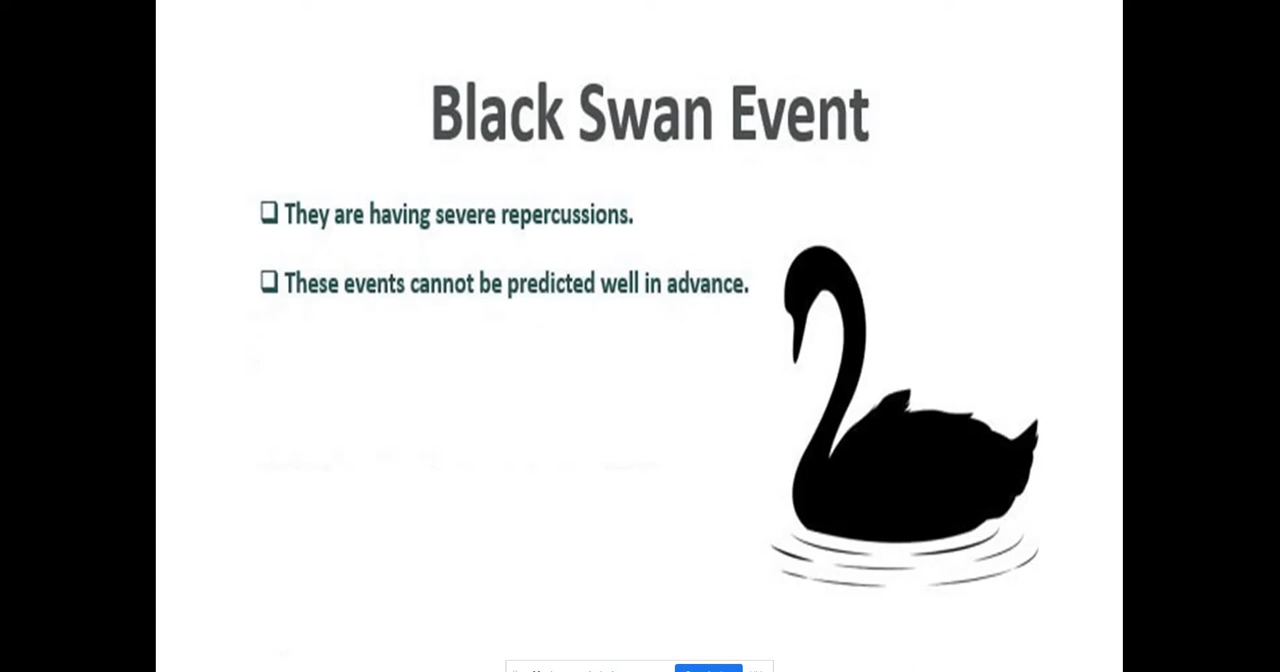 Black Swan Event
They are having severe repercussions.
These events cannot be predicted well in advance.